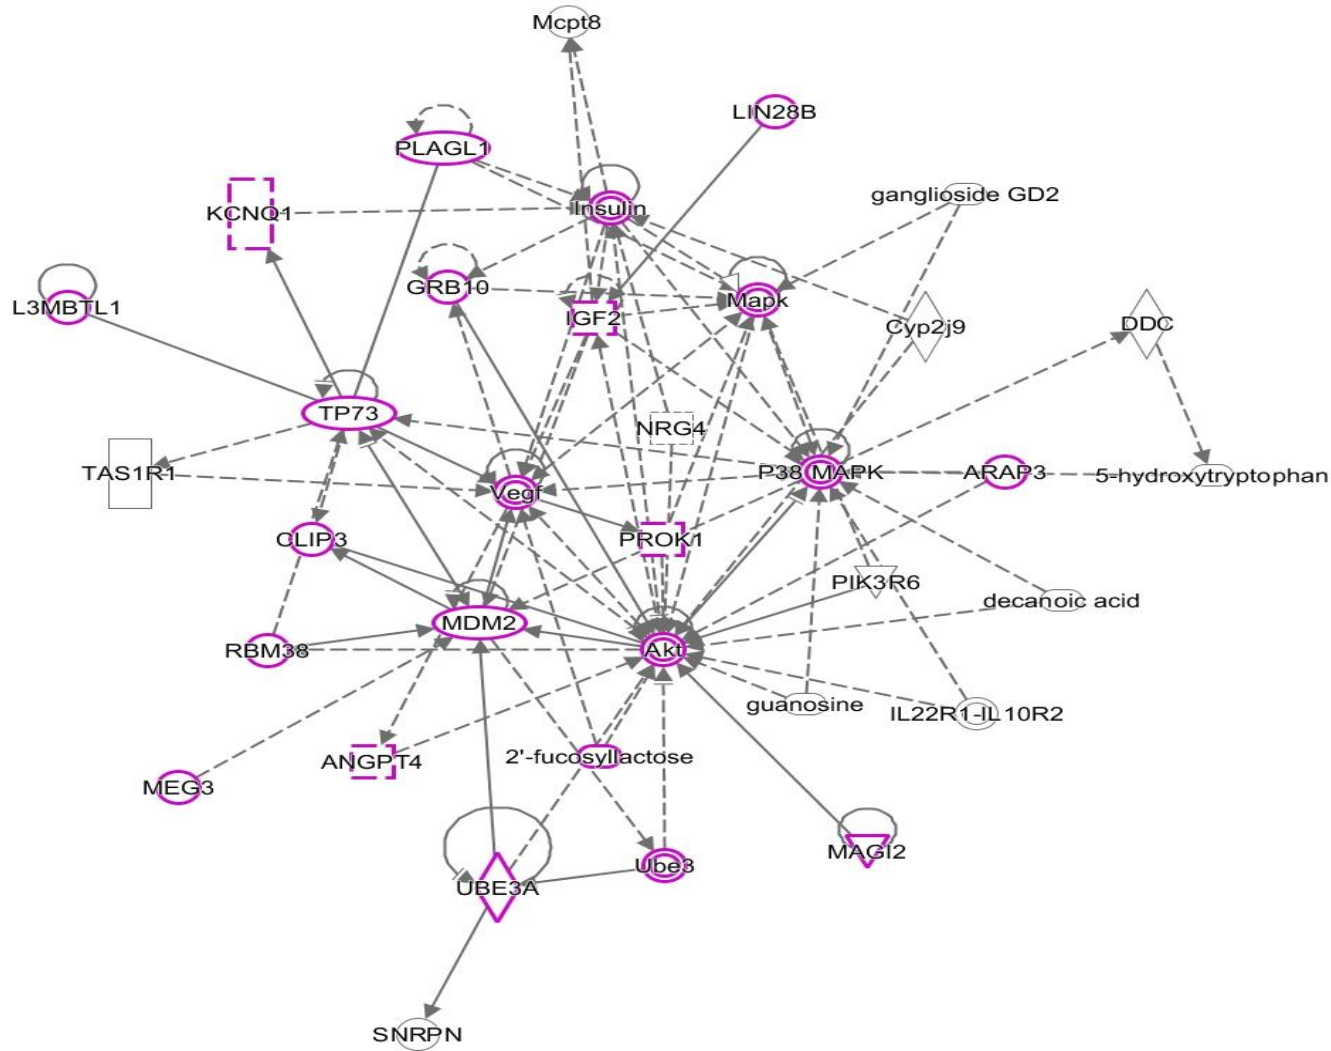 Mcpt8
LIN28B
PLAGL1
ganglioside GD2
KCNQ1
Insulin
GRB10
L3MBTL1
Mapk
IGF2
Cyp2j9
DDC
TP73
NRG4
TAS1R1
P38 MAPK
ARAP3
5-hydroxytryptophan
Vegf
CLIP3
PROK1
PIK3R6
decanoic acid
MDM2
RBM38
Akt
guanosine
IL22R1-IL10R2
ANGPT4
2'-fucosyllactose
MEG3
MAGI2
Ube3
UBE3A
SNRPN